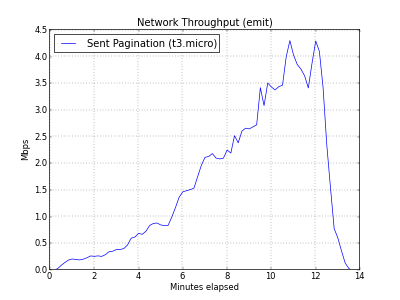 Network Throughput (emit)
4.5
4.0
3.5
3.0
2.5
2.0
1.5
1.0
0.5
0.0
Mbps
Sent Pagination (t3.micro)
0 2 4 6 8 10 12 14
Minutes elapsed